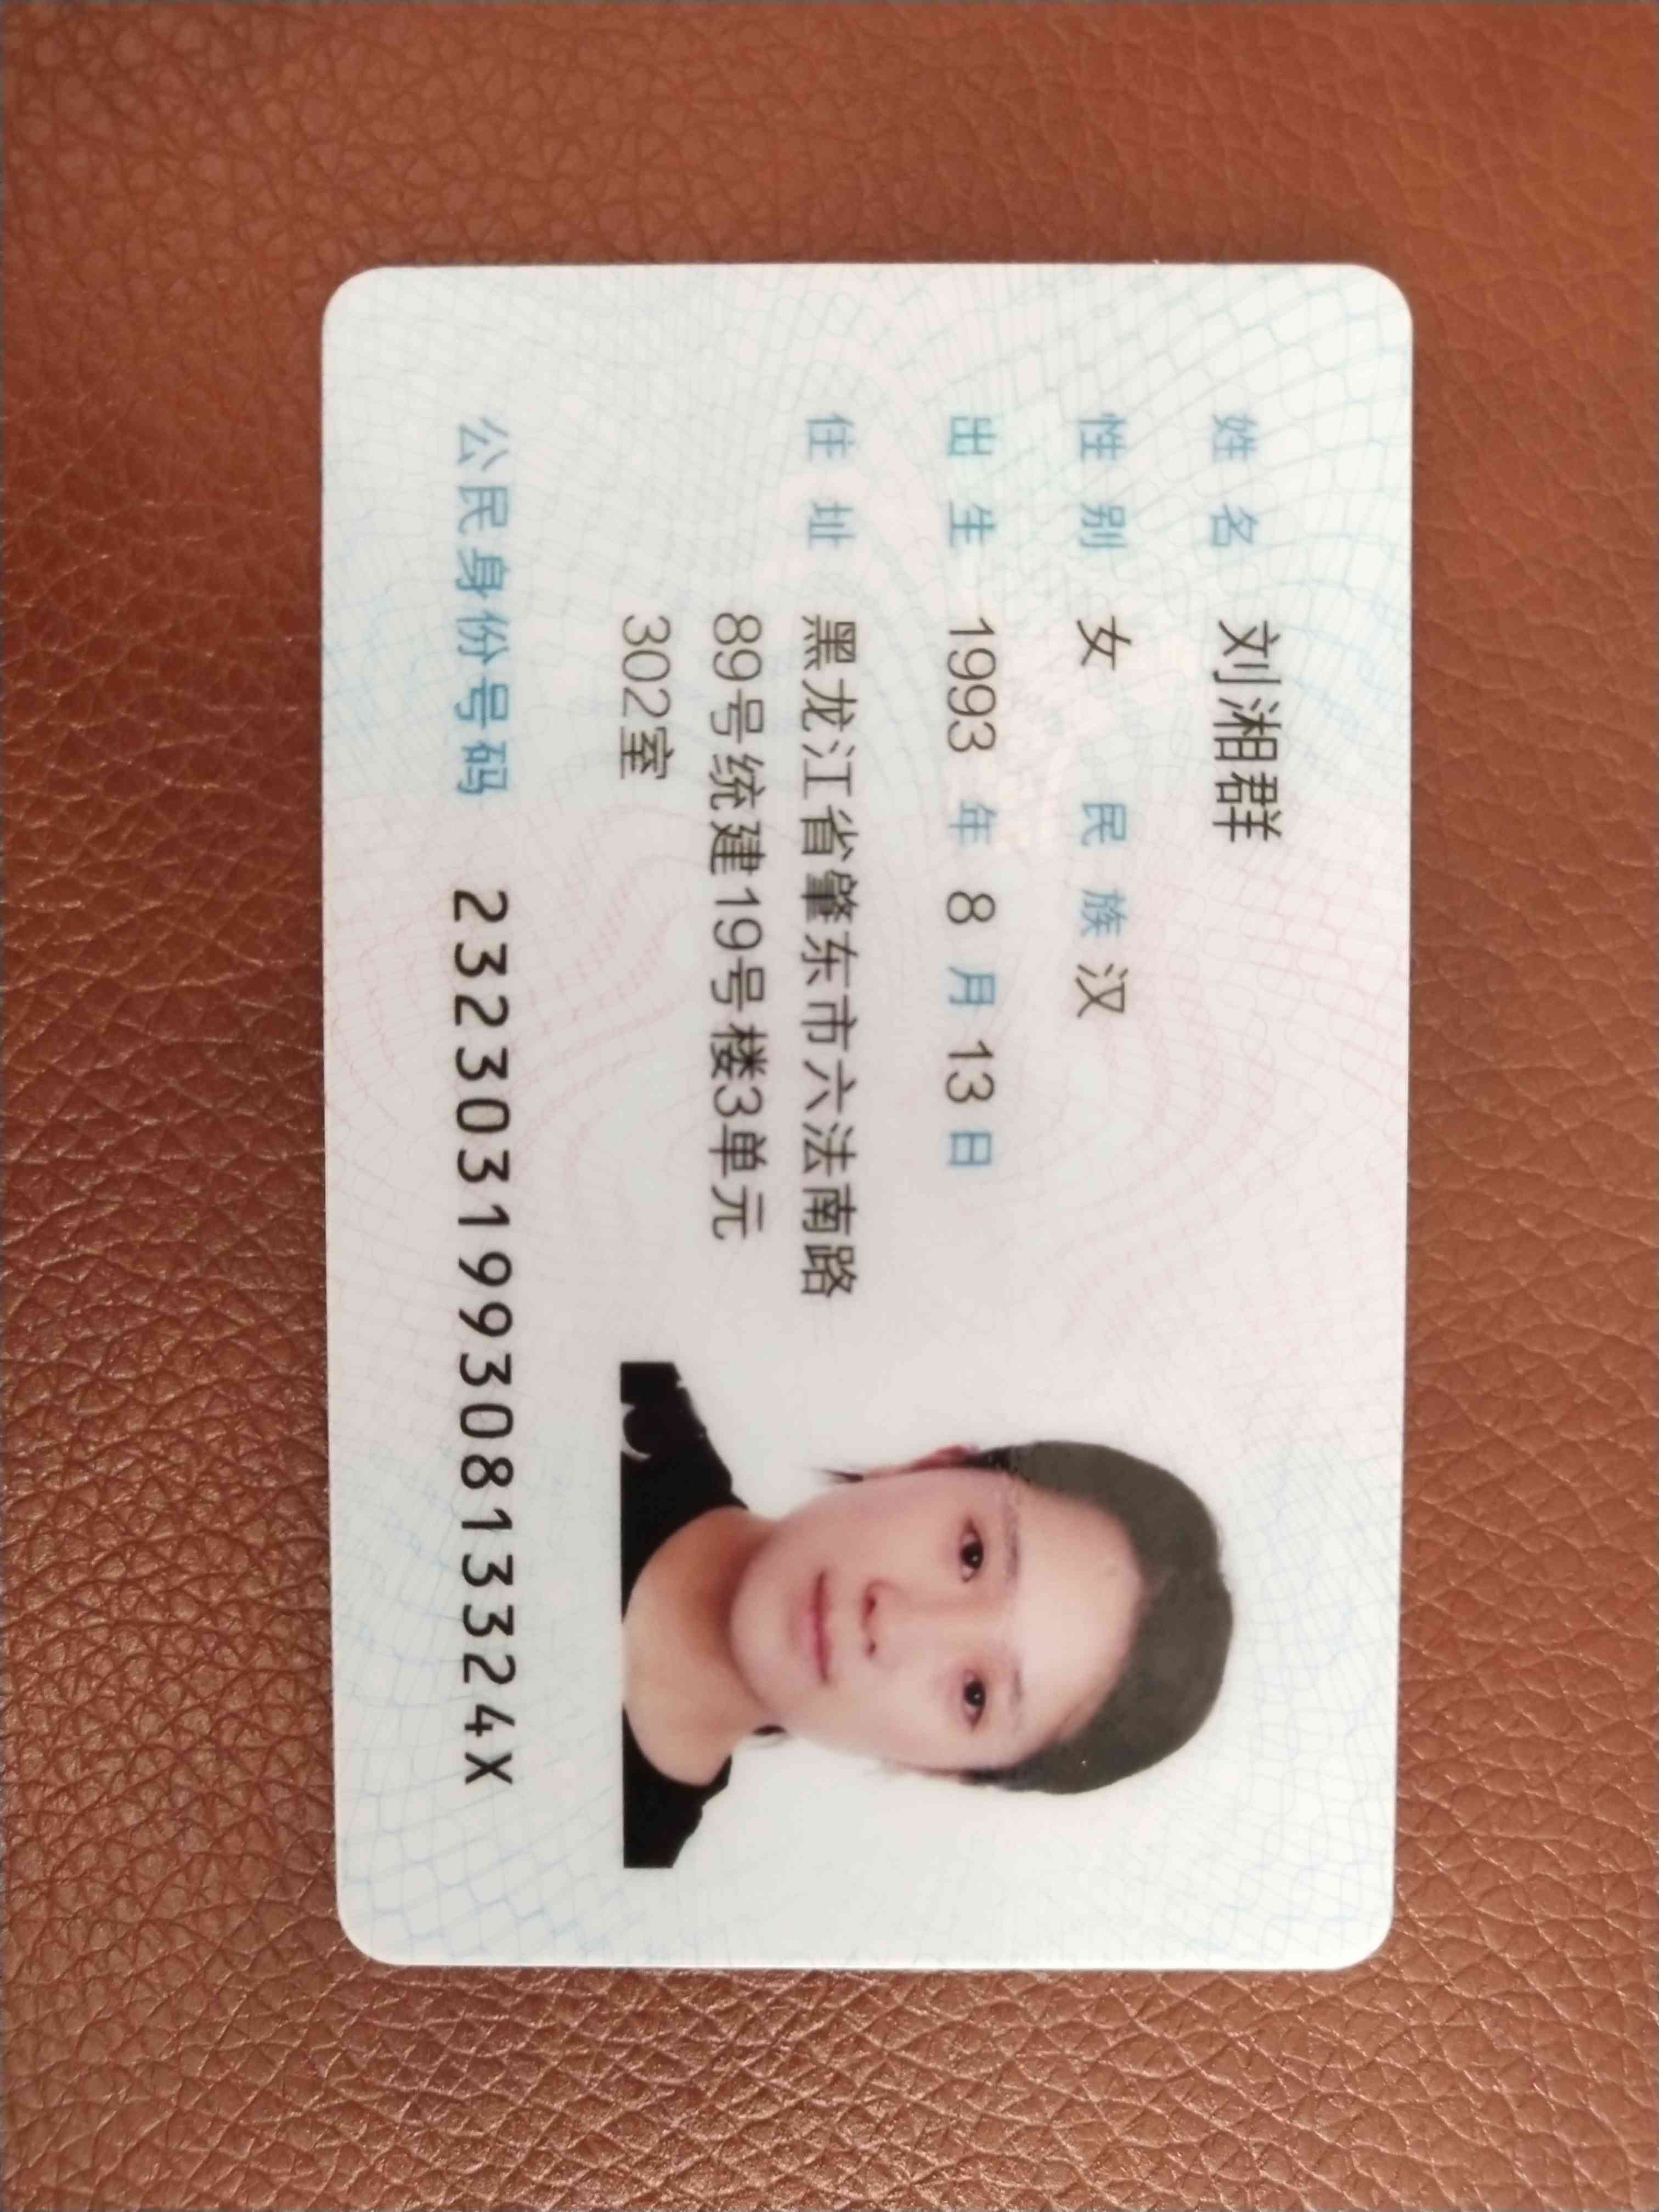 姓名 刘湘群
性别 女 民族 汉
出生 1993 年 8 月 13 日
住址 黑龙江省肇东市六法南路
89号统建19号楼3单元
302室
公民身份号码 23230319930813324X